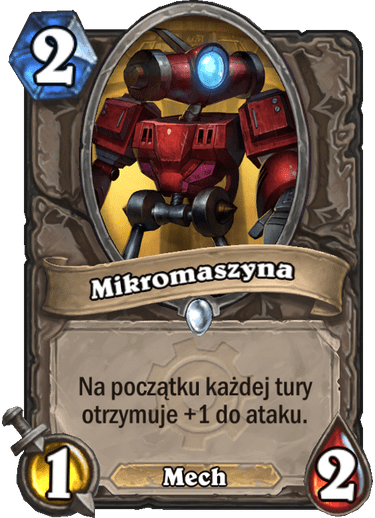 2
Mikromaszyna
Na początku każdej tury
otrzymuje +1 do ataku.
1
Mech
2